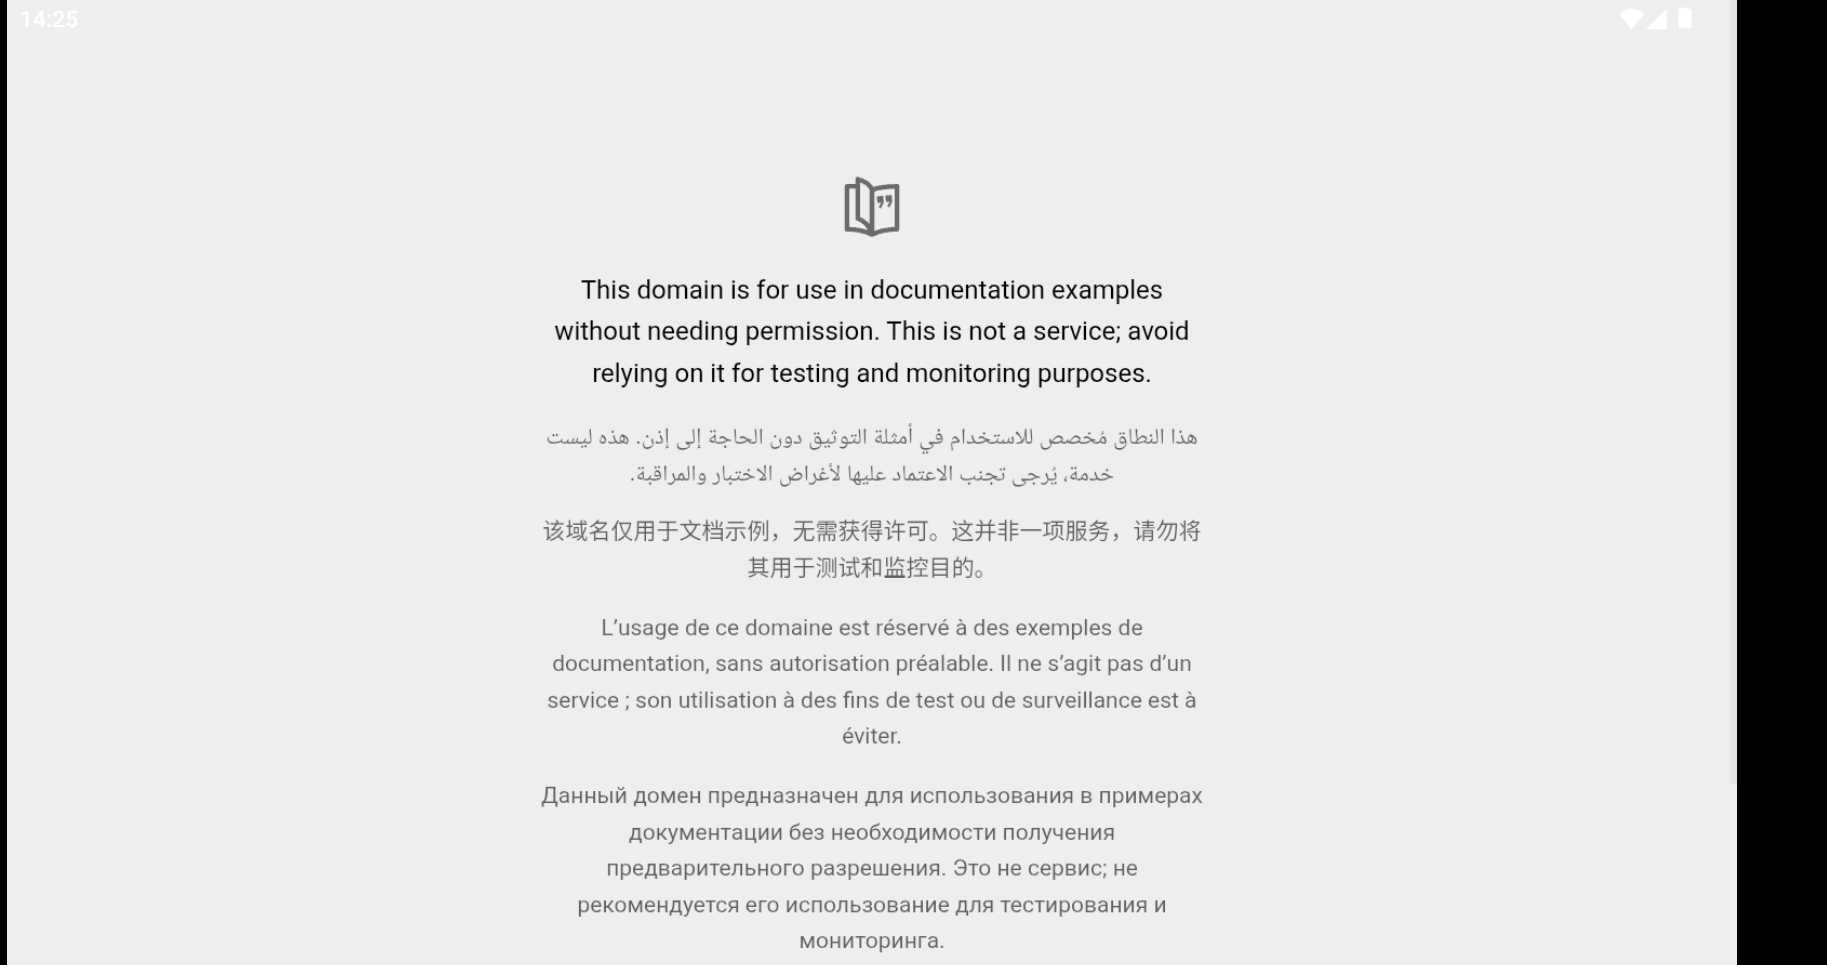 14:25
This domain is for use in documentation examples
without needing permission. This is not a service; avoid
relying on it for testing and monitoring purposes.
هذا النطاق مُخصص للاستخدام في أمثلة التوثيق دون الحاجة إلى إذن. هذه ليست
خدمة، يُرجى تجنب الاعتماد عليها لأغراض الاختبار والمراقبة.
该域名仅用于文档示例，无需获得许可。这并非一项服务，请勿将
其用于测试和监控目的。
L’usage de ce domaine est réservé à des exemples de
documentation, sans autorisation préalable. Il ne s’agit pas d’un
service ; son utilisation à des fins de test ou de surveillance est à
éviter.
Данный домен предназначен для использования в примерах
документации без необходимости получения
предварительного разрешения. Это не сервис; не
рекомендуется его использование для тестирования и
мониторинга.